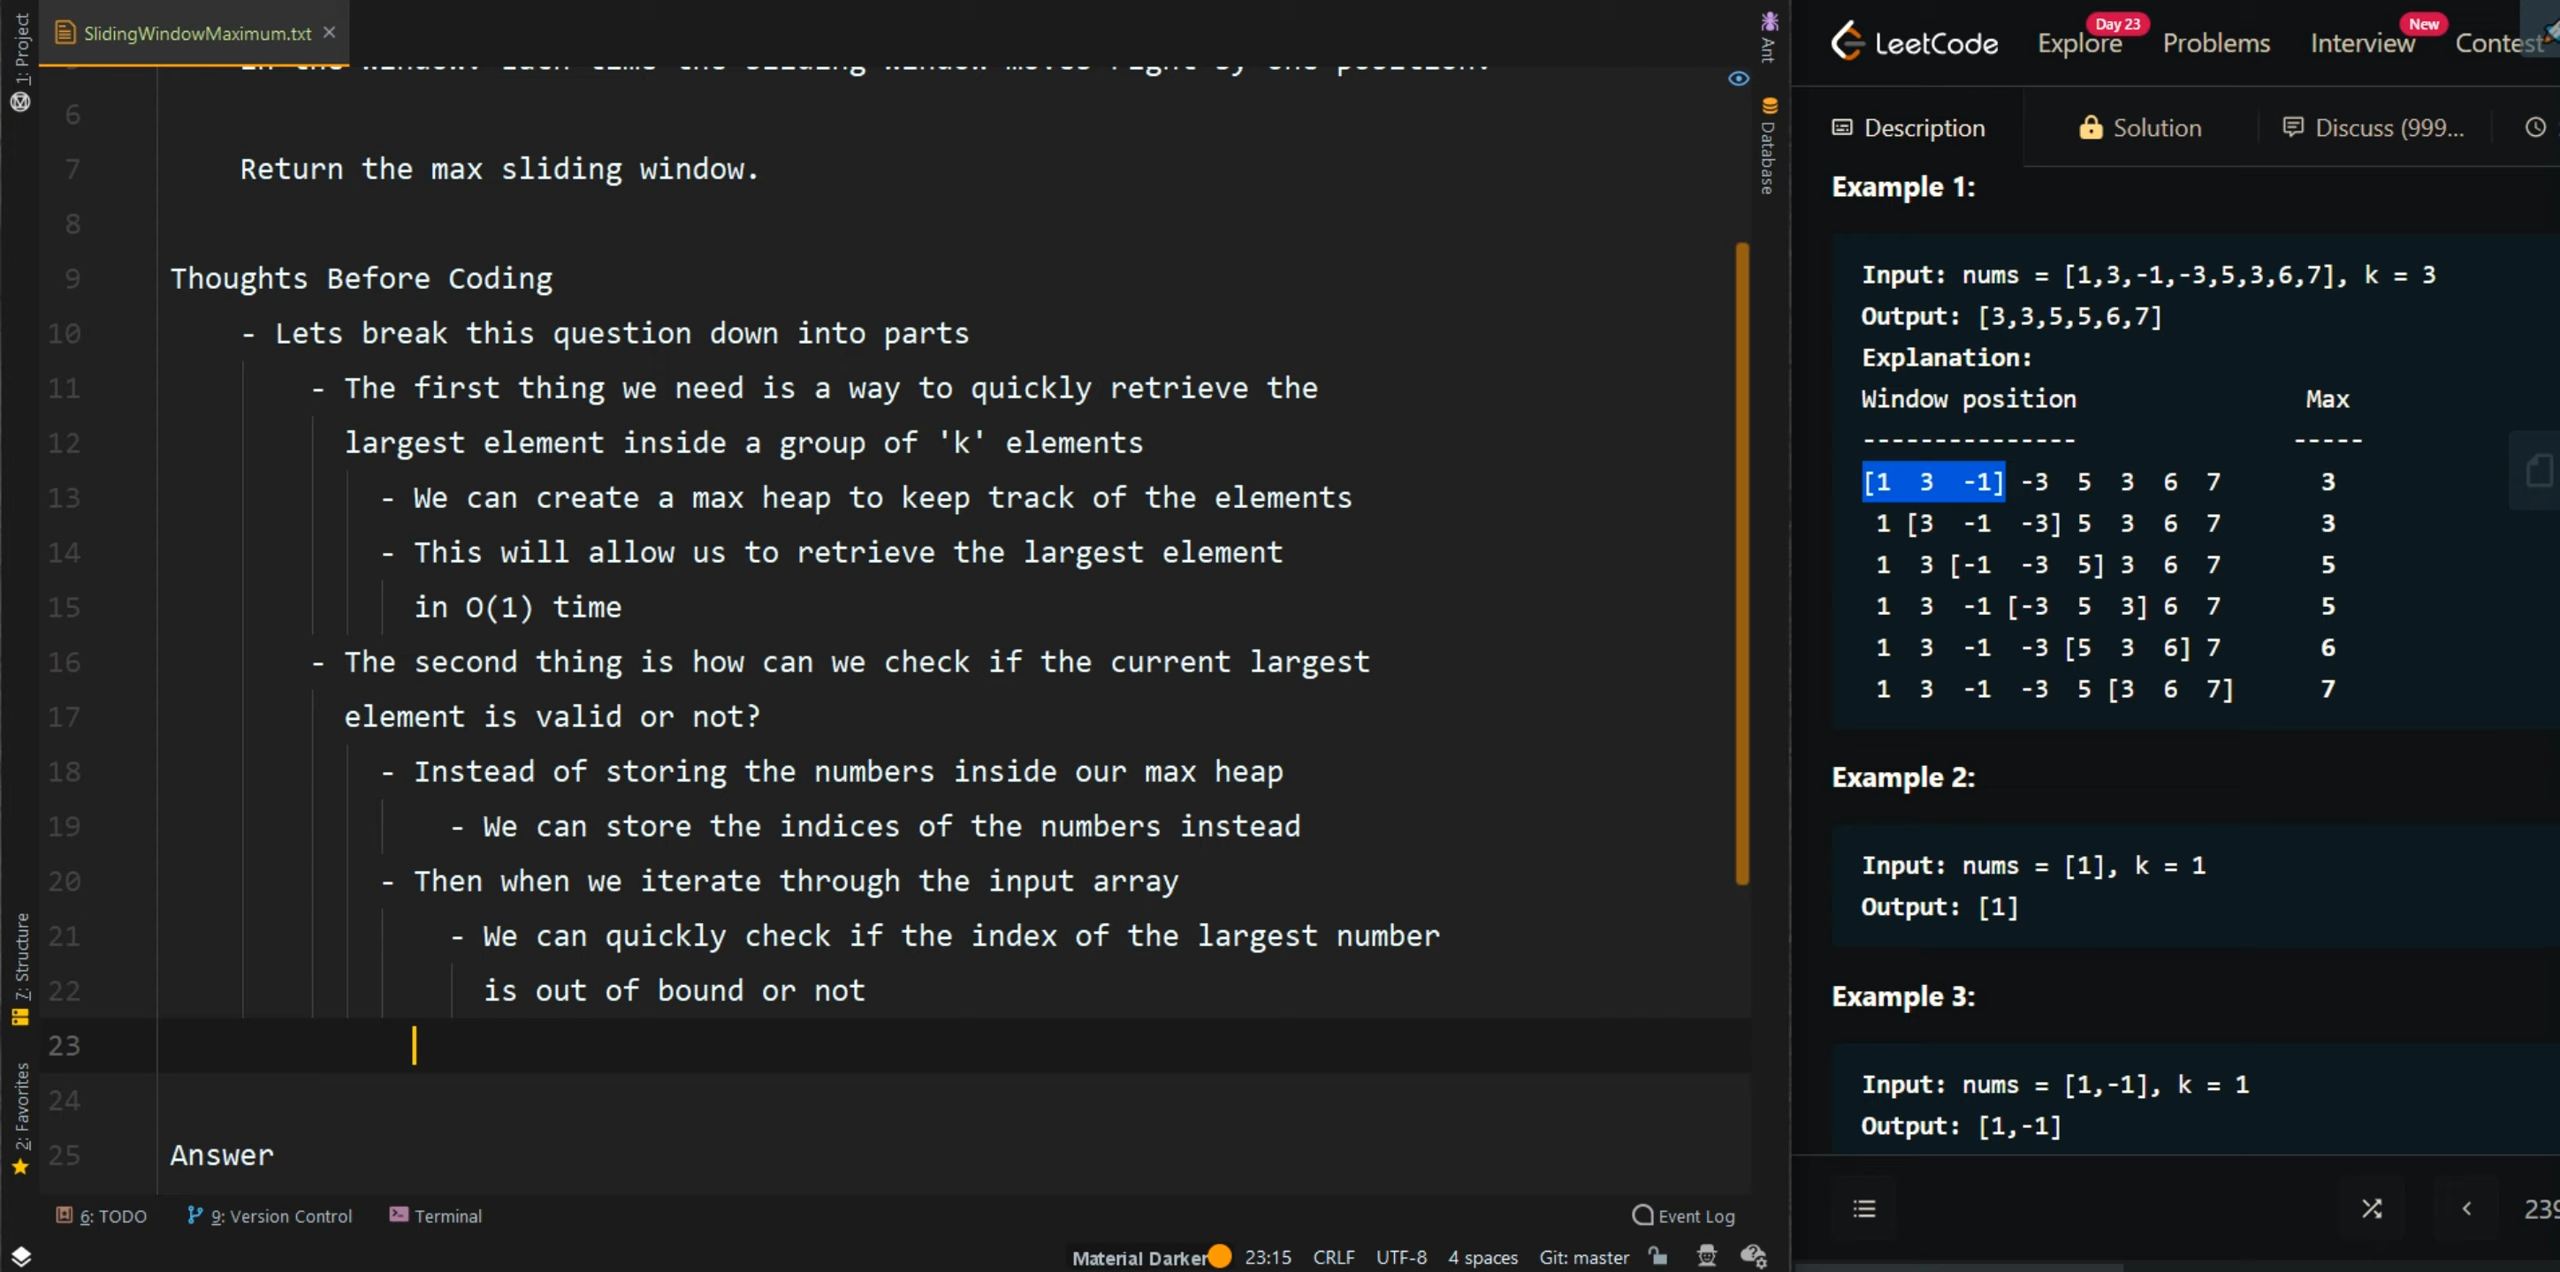 1: Project
SlidingWindowMaximum.txt
in the window. Each time the sliding window moves right by one position.
6
7 Return the max sliding window.
8
9 Thoughts Before Coding
10 - Lets break this question down into parts
11 - The first thing we need is a way to quickly retrieve the
12 largest element inside a group of 'k' elements
13 - We can create a max heap to keep track of the elements
14 - This will allow us to retrieve the largest element
15 in O(1) time
16 - The second thing is how can we check if the current largest
17 element is valid or not?
18 - Instead of storing the numbers inside our max heap
19 - We can store the indices of the numbers instead
20 - Then when we iterate through the input array
21 - We can quickly check if the index of the largest number
22 is out of bound or not
23
24
25 Answer
7: Structure
2: Favorites
Ant
Database
6: TODO
9: Version Control
Terminal
Event Log
Material Darker
23:15
CRLF
UTF-8
4 spaces
Git: master
LeetCode
Explore
Day 23
Problems
Interview
New
Contest
Description
Solution
Discuss (999...
Example 1:
Input: nums = [1,3,-1,-3,5,3,6,7], k = 3
Output: [3,3,5,5,6,7]
Explanation:
Window position Max
--------------- -----
[1 3 -1] -3 5 3 6 7 3
1 [3 -1 -3] 5 3 6 7 3
1 3 [-1 -3 5] 3 6 7 5
1 3 -1 [-3 5 3] 6 7 5
1 3 -1 -3 [5 3 6] 7 6
1 3 -1 -3 5 [3 6 7] 7
Example 2:
Input: nums = [1], k = 1
Output: [1]
Example 3:
Input: nums = [1,-1], k = 1
Output: [1,-1]
239